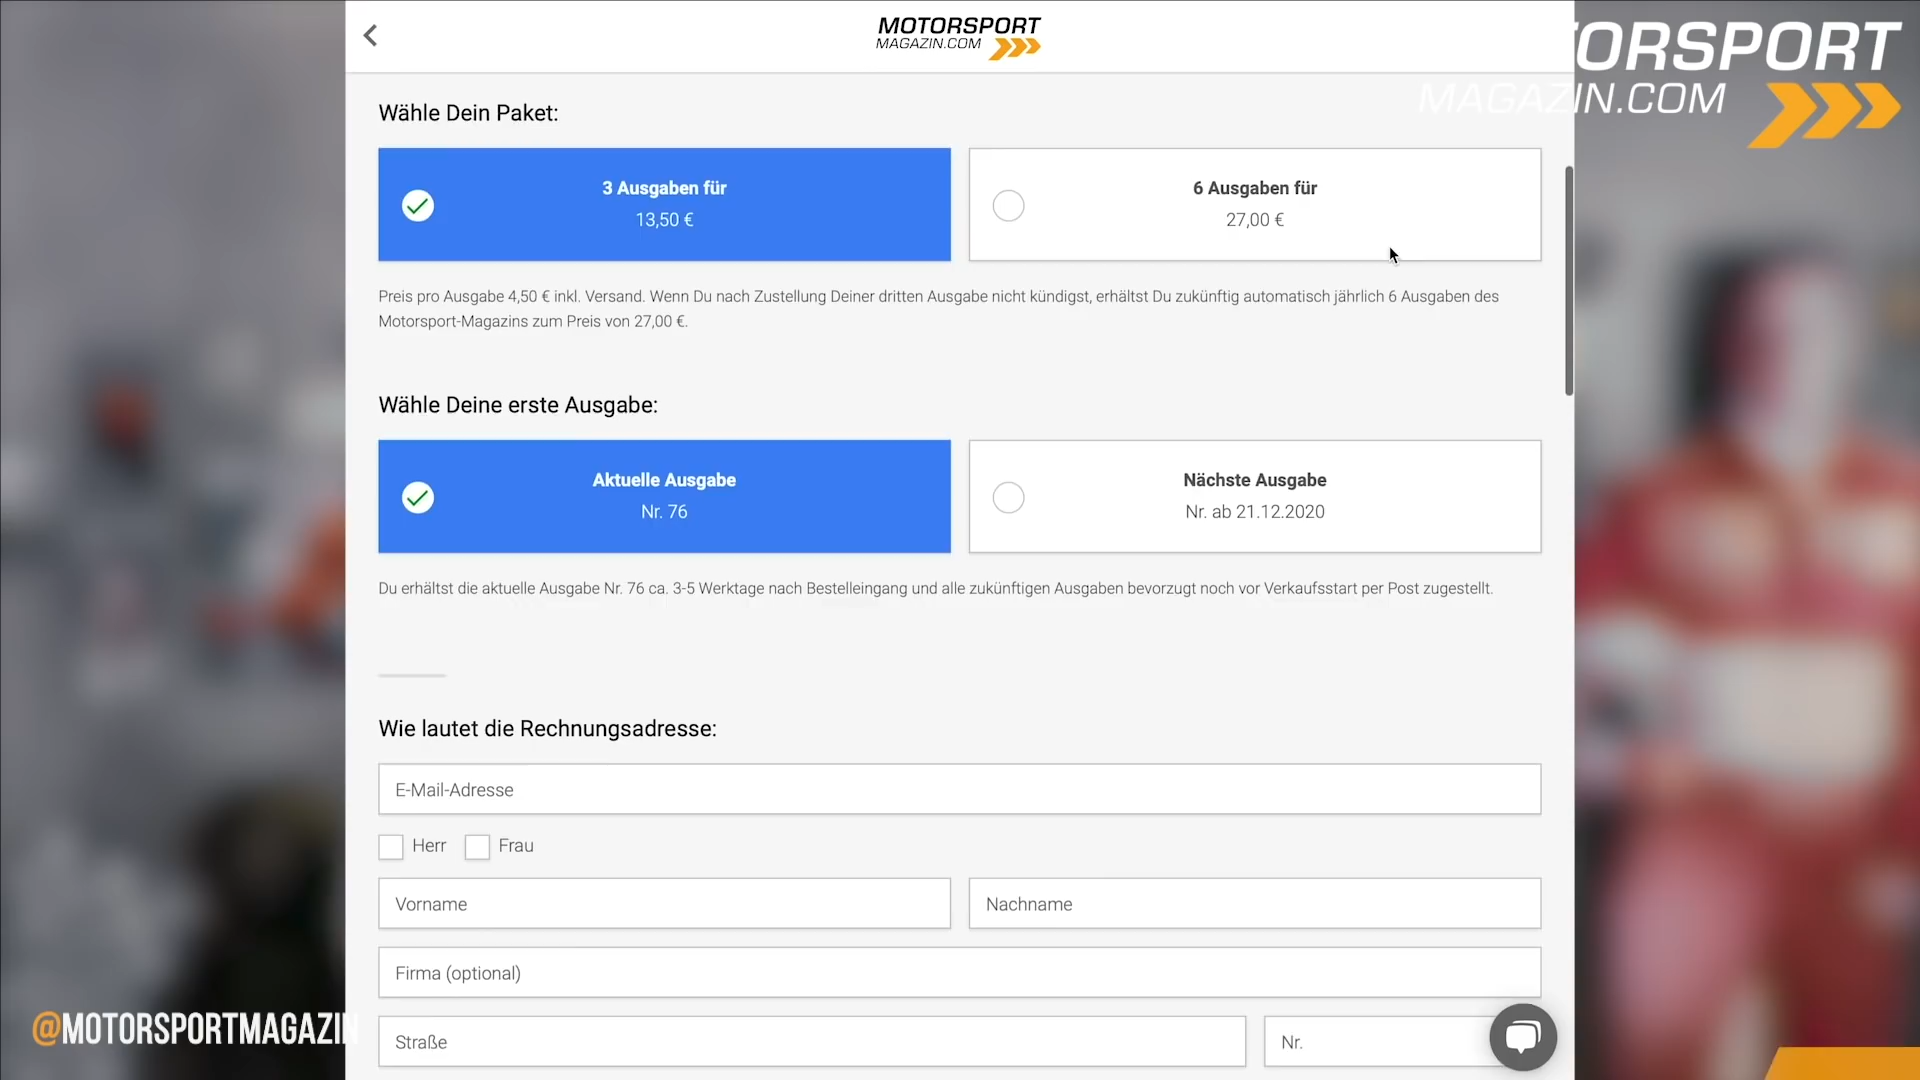 MOTORSPORT
MAGAZIN.COM
ORSPORT
MAGAZIN.COM
Wähle Dein Paket:
3 Ausgaben für
13,50 €
6 Ausgaben für
27,00 €
Preis pro Ausgabe 4,50 € inkl. Versand. Wenn Du nach Zustellung Deiner dritten Ausgabe nicht kündigst, erhältst Du zukünftig automatisch jährlich 6 Ausgaben des
Motorsport-Magazins zum Preis von 27,00 €.
Wähle Deine erste Ausgabe:
Aktuelle Ausgabe
Nr. 76
Nächste Ausgabe
Nr. ab 21.12.2020
Du erhältst die aktuelle Ausgabe Nr. 76 ca. 3-5 Werktage nach Bestelleingang und alle zukünftigen Ausgaben bevorzugt noch vor Verkaufsstart per Post zugestellt.
Wie lautet die Rechnungsadresse:
E-Mail-Adresse
Herr Frau
Vorname
Nachname
Firma (optional)
@MOTORSPORTMAGAZIN
Straße
Nr.